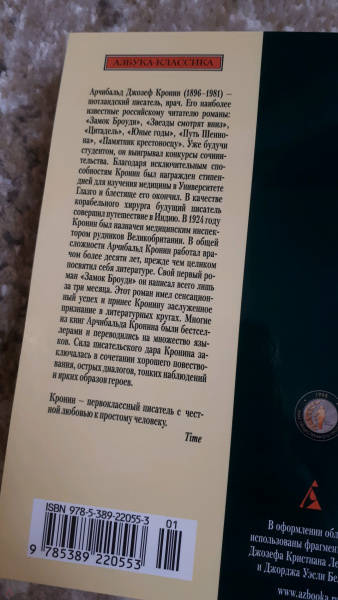 АЗБУКА-КЛАССИКА
Арчибальд Джозеф Кронин (1896–1981) –
шотландский писатель, врач. Его наиболее
известные российскому читателю романы:
«Замок Броуди», «Звезды смотрят вниз»,
«Цитадель», «Юные годы», «Путь Шенно-
на», «Памятник крестоносцу». Уже будучи
студентом, он выигрывал конкурсы сочини-
тельства. Благодаря исключительным спо-
собностям Кронин был награжден стипен-
дией для изучения медицины в Университете
Глазго и блестяще его окончил. В качестве
корабельного хирурга будущий писатель
совершил путешествие в Индию. В 1924 году
Кронин был назначен медицинским инспек-
тором рудников Великобритании. В общей
сложности Арчибальд Кронин работал вра-
чом более десяти лет, прежде чем целиком
посвятил себя литературе. Свой первый ро-
ман «Замок Броуди» он написал всего лишь
за три месяца. Этот роман имел сенсацион-
ный успех и принес Кронину заслуженное
признание в литературных кругах. Многие
из книг Арчибальда Кронина были бестсел-
лерами и переводились на множество язы-
ков. Сила писательского дара Кронина за-
ключалась в сочетании хорошего повество-
вания, острых диалогов, тонких наблюдений
и ярких образов героев.
Кронин – первоклассный писатель с чест-
ной любовью к простому человеку.
Time
ISBN 978-5-389-22055-3
01
9 785389 220553
В оформлении обл
использованы фрагмен
Джозефа Кристиана Ле
и Джорджа Уэсли Бе
www.azbooka.r